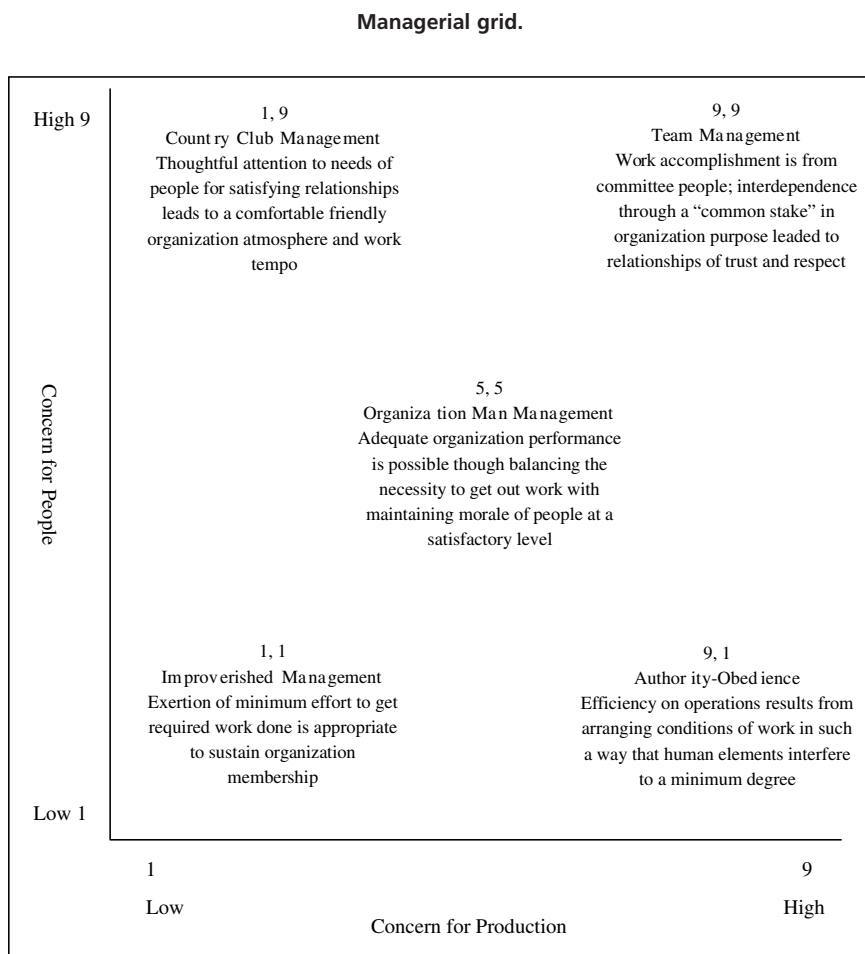 Managerial grid.
High 9
1, 9
Country Club Management
Thoughtful attention to needs of
people for satisfying relationships
leads to a comfortable friendly
organization atmosphere and work
tempo
9, 9
Team Management
Work accomplishment is from
committee people; interdependence
through a “common stake” in
organization purpose leaded to
relationships of trust and respect
Concern for People
5, 5
Organiza tion Man Management
Adequate organization performance
is possible though balancing the
necessity to get out work with
maintaining morale of people at a
satisfactory level
1, 1
Improverished Management
Exertion of minimum effort to get
required work done is appropriate
to sustain organization
membership
9, 1
Author ity-Obedience
Efficiency on operations results from
arranging conditions of work in such
a way that human elements interfere
to a minimum degree
Low 1
1
Low
9
High
Concern for Production